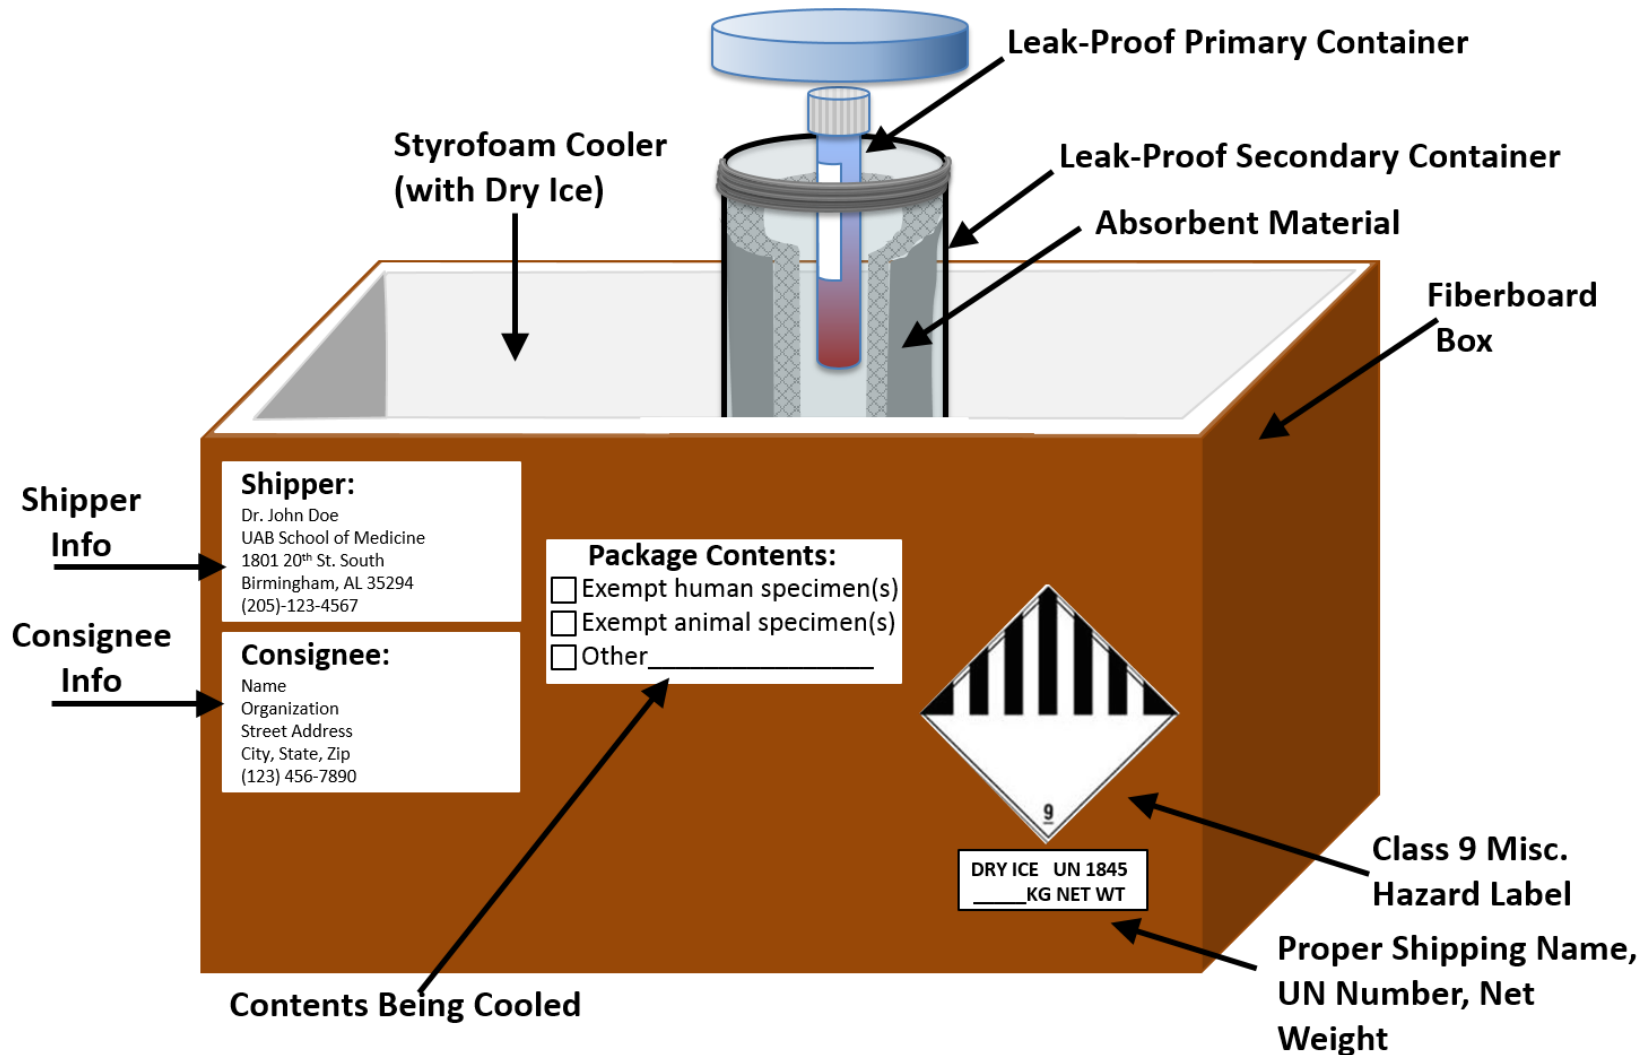 Leak-Proof Primary Container
Styrofoam Cooler
(with Dry Ice)
Leak-Proof Secondary Container
Absorbent Material
Fiberboard
Box
Shipper
Info
Shipper:
Dr. John Doe
UAB School of Medicine
1801 20th St. South
Birmingham, AL 35294
(205)-123-4567
Consignee
Info
Consignee:
Name
Organization
Street Address
City, State, Zip
(123) 456-7890
Package Contents:
Exempt human specimen(s)
Exempt animal specimen(s)
Other_________________
9
DRY ICE UN 1845
_____KG NET WT
Class 9 Misc.
Hazard Label
Proper Shipping Name,
UN Number, Net
Weight
Contents Being Cooled